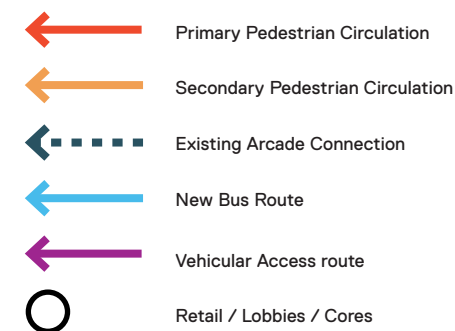 Primary Pedestrian Circulation
Secondary Pedestrian Circulation
Existing Arcade Connection
New Bus Route
Vehicular Access route
Retail / Lobbies / Cores